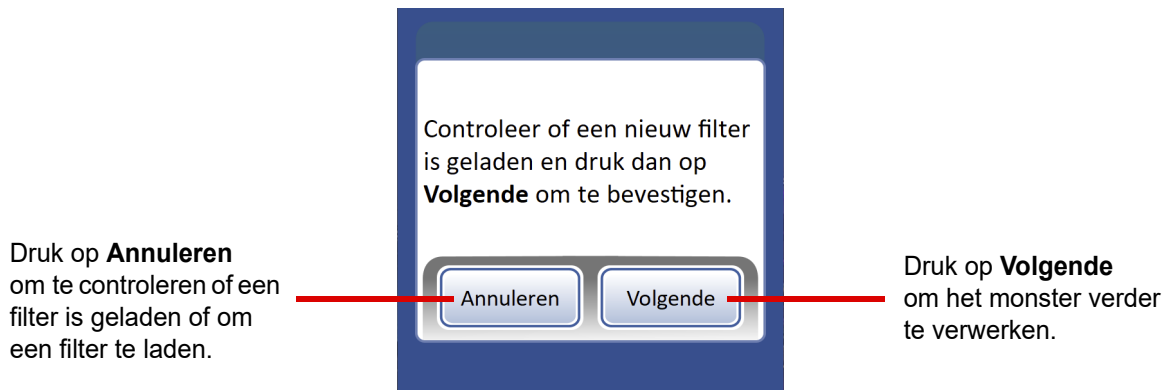 Controleer of een nieuw filter
is geladen en druk dan op
Volgende om te bevestigen.
Annuleren
Volgende
Druk op Annuleren
om te controleren of een
filter is geladen of om
een filter te laden.
Druk op Volgende
om het monster verder
te verwerken.